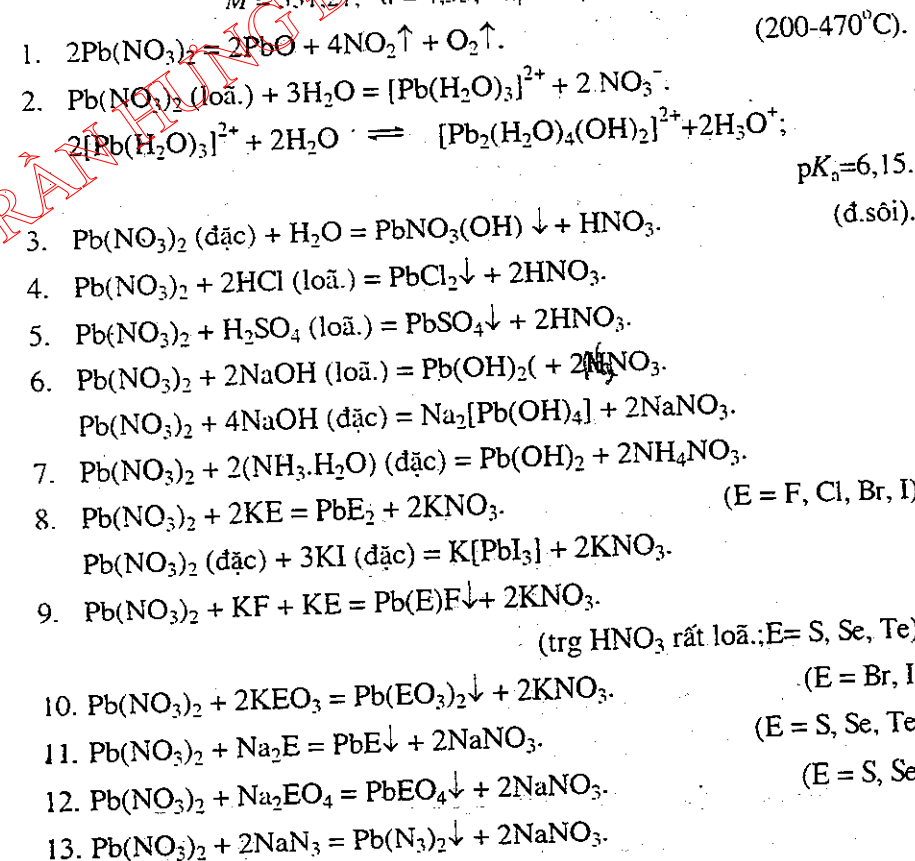 (200-470°C).
1. 2Pb(NO₃)₂ = 2PbO + 4NO₂↑ + O₂↑.
2. Pb(NO₃)₂ (loã.) + 3H₂O = [Pb(H₂O)₃]²⁺ + 2 NO₃⁻.
2[Pb(H₂O)₃]²⁺ + 2H₂O ⇌ [Pb₂(H₂O)₄(OH)₂]²⁺+2H₃O⁺;
pKₐ=6,15.
3. Pb(NO₃)₂ (đặc) + H₂O = PbNO₃(OH) ↓ + HNO₃. (đ.sôi).
4. Pb(NO₃)₂ + 2HCl (loã.) = PbCl₂↓ + 2HNO₃.
5. Pb(NO₃)₂ + H₂SO₄ (loã.) = PbSO₄↓ + 2HNO₃.
6. Pb(NO₃)₂ + 2NaOH (loã.) = Pb(OH)₂( + 2NO₃.
Pb(NO₃)₂ + 4NaOH (đặc) = Na₂[Pb(OH)₄] + 2NaNO₃.
7. Pb(NO₃)₂ + 2(NH₃.H₂O) (đặc) = Pb(OH)₂ + 2NH₄NO₃.
8. Pb(NO₃)₂ + 2KE = PbE₂ + 2KNO₃. (E = F, Cl, Br, I)
Pb(NO₃)₂ (đặc) + 3KI (đặc) = K[PbI₃] + 2KNO₃.
9. Pb(NO₃)₂ + KF + KE = Pb(E)F↓+ 2KNO₃.
(trg HNO₃ rất loã.;E= S, Se, Te)
10. Pb(NO₃)₂ + 2KEO₃ = Pb(EO₃)₂↓ + 2KNO₃. (E = Br, I
11. Pb(NO₃)₂ + Na₂E = PbE↓ + 2NaNO₃. (E = S, Se, Te
12. Pb(NO₃)₂ + Na₂EO₄ = PbEO₄↓ + 2NaNO₃. (E = S, Se
13. Pb(NO₃)₂ + 2NaN₃ = Pb(N₃)₂↓ + 2NaNO₃.